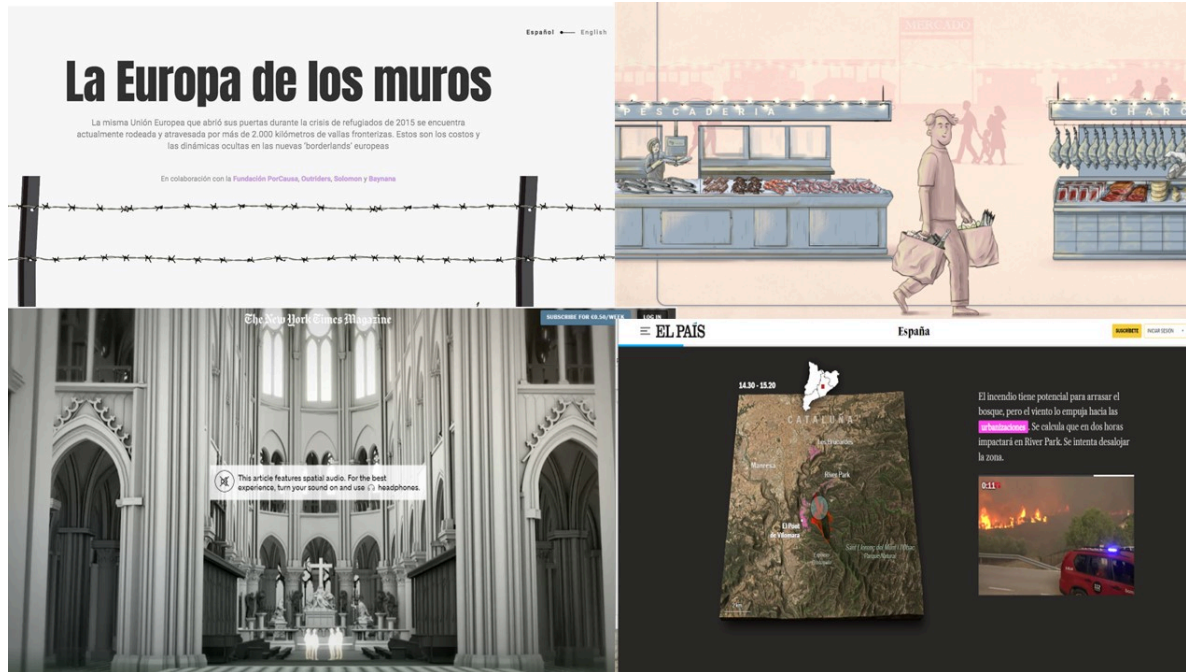 Español
English
La Europa de los muros
La misma Unión Europea que abrió sus puertas durante la crisis de refugiados de 2015 se encuentra
actualmente rodeada y atravesada por más de 2.000 kilómetros de vallas fronterizas. Estos son los costos y
las dinámicas ocultas en las nuevas 'borderlands' europeas
En colaboración con la Fundación PorCausa, Outriders, Solomon y Baynana
MERCADO
PESCADERÍA
CHARC
The New York Times Magazine
SUBSCRIBE FOR €0.50/WEEK
LOG IN
This article features spatial audio. For the best
experience, turn your sound on and use headphones.
EL PAÍS
España
SUSCRÍBETE
INICIAR SESIÓN
14.30 - 15.20
CATALUÑA
Manresa
River Park
El Pont
de Vilomara
El incendio tiene potencial para arrasar el
bosque, pero el viento lo empuja hacia las
urbanizaciones. Se calcula que en dos horas
impactará en River Park. Se intenta desalojar
la zona.
0:11